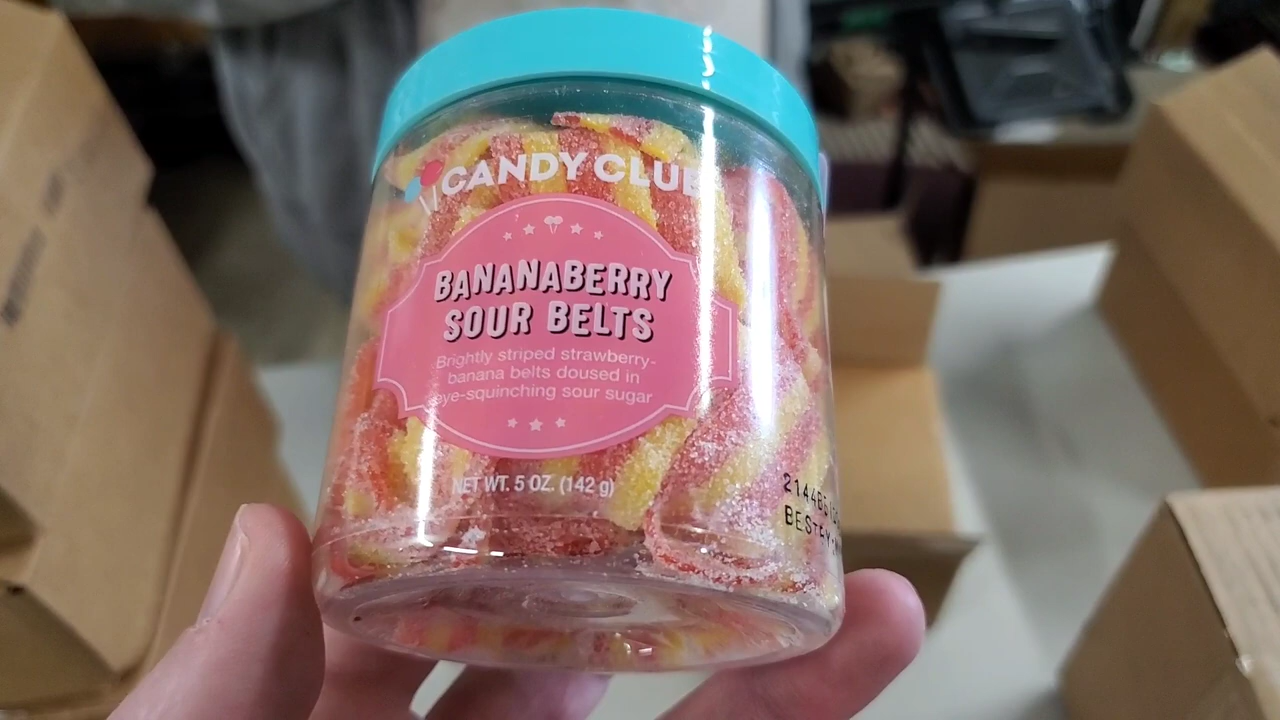 CANDY CLUB
BANANABERRY
SOUR BELTS
Brightly striped strawberry-
banana belts doused in
eye-squinching sour sugar
NET WT. 5 OZ. (142 g)